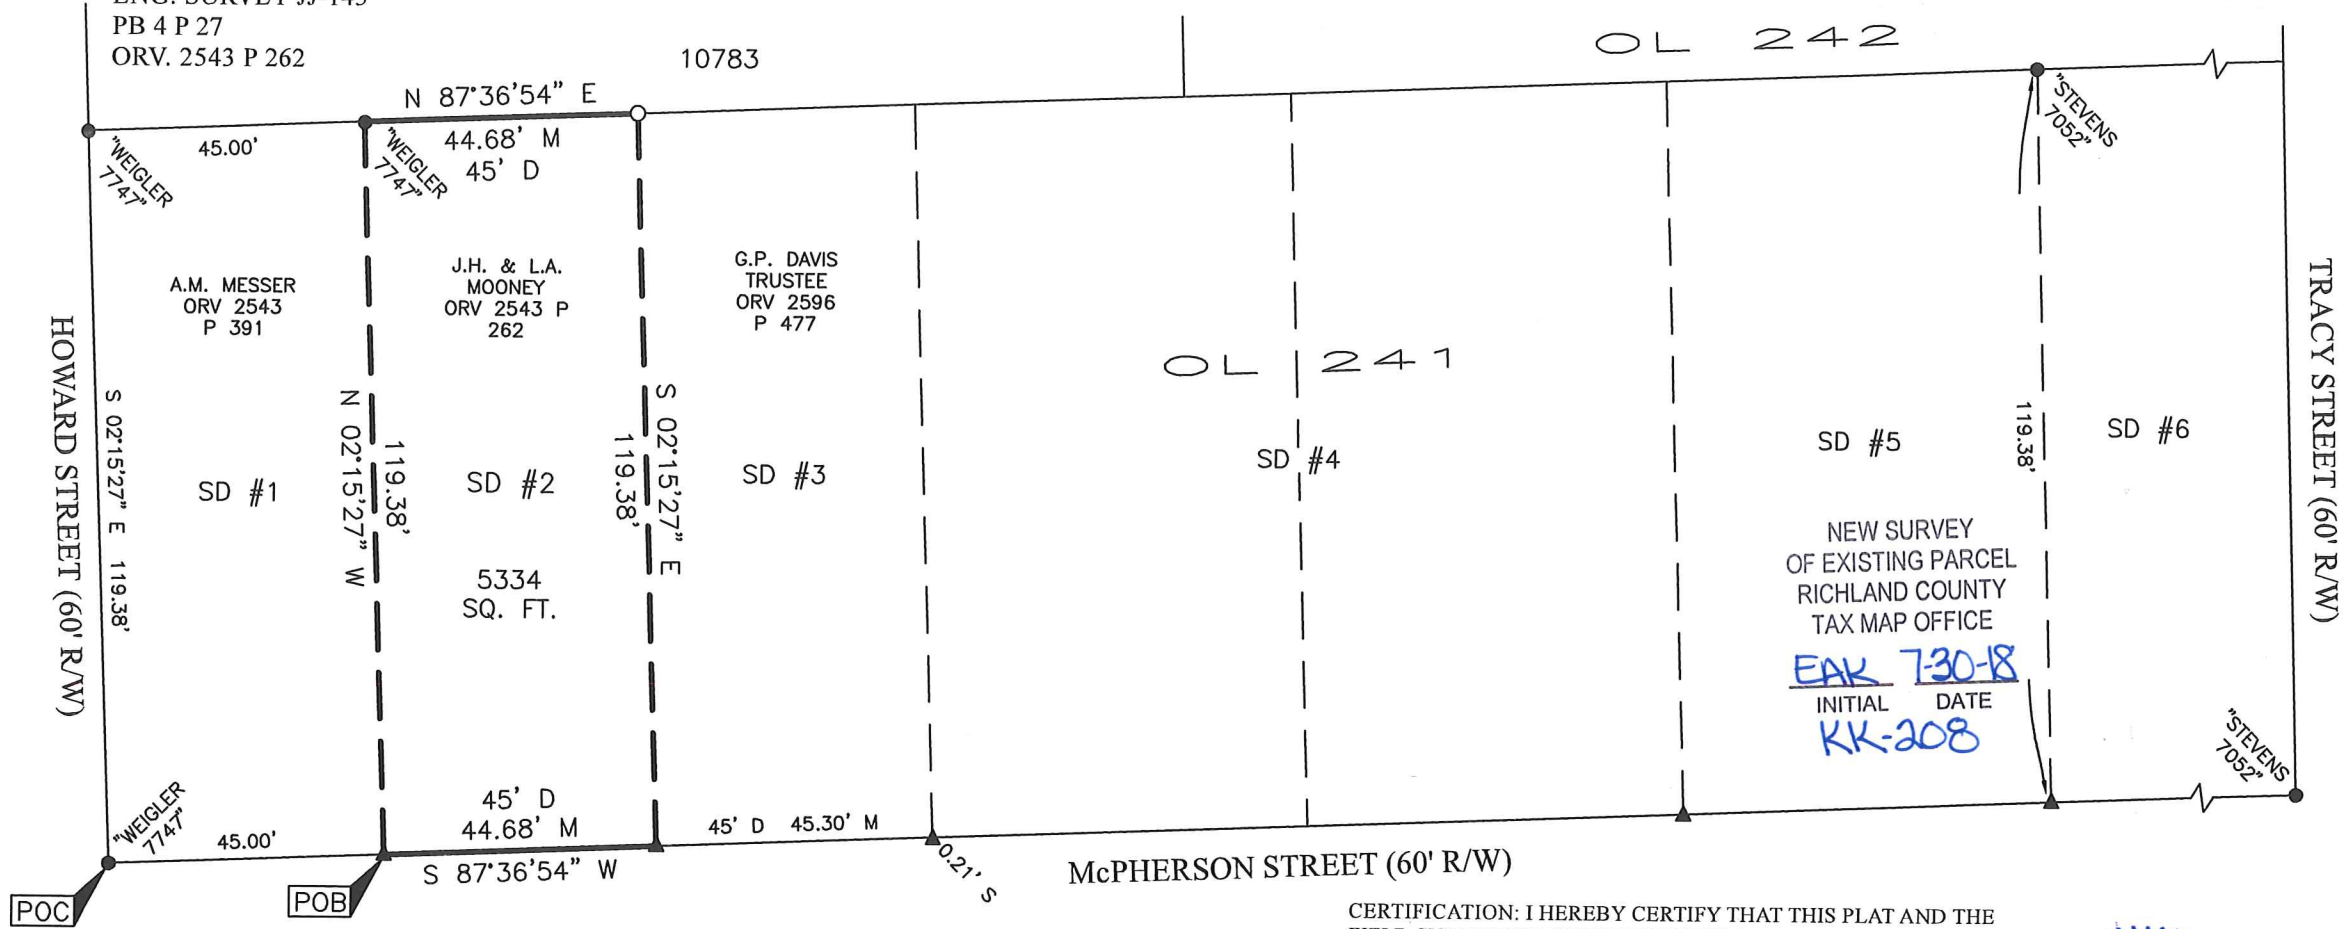 ENG. SURVEY JJ-143
PB 4 P 27
ORV. 2543 P 262
10783
OL 242
N 87°36'54" E
44.68' M
45' D
45.00'
"WEIGLER
7747"
"WEIGLER
7747"
"STEVENS
7052"
A.M. MESSER
ORV 2543
P 391
J.H. & L.A.
MOONEY
ORV 2543 P
262
G.P. DAVIS
TRUSTEE
ORV 2596
P 477
OL 241
HOWARD STREET (60' R/W)
S 02°15'27" E 119.38'
N 02°15'27" W
119.38'
S 02°15'27" E
119.38'
119.38'
TRACY STREET (60' R/W)
SD #1
SD #2
SD #3
SD #4
SD #5
SD #6
5334
SQ. FT.
NEW SURVEY
OF EXISTING PARCEL
RICHLAND COUNTY
TAX MAP OFFICE
EAK 7-30-18
INITIAL DATE
KK-208
"WEIGLER
7747"
"STEVENS
7052"
45.00'
45' D
44.68' M
S 87°36'54" W
45' D 45.30' M
0.21' S
McPHERSON STREET (60' R/W)
POC
POB
CERTIFICATION: I HEREBY CERTIFY THAT THIS PLAT AND THE